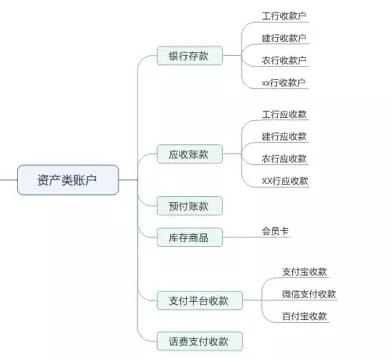 资产类账户
银行存款
工行收款户
建行收款户
农行收款户
xx行收款户
应收账款
工行应收款
建行应收款
农行应收款
XX行应收款
预付账款
库存商品
会员卡
支付平台收款
支付宝收款
微信支付收款
百付宝收款
话费支付收款